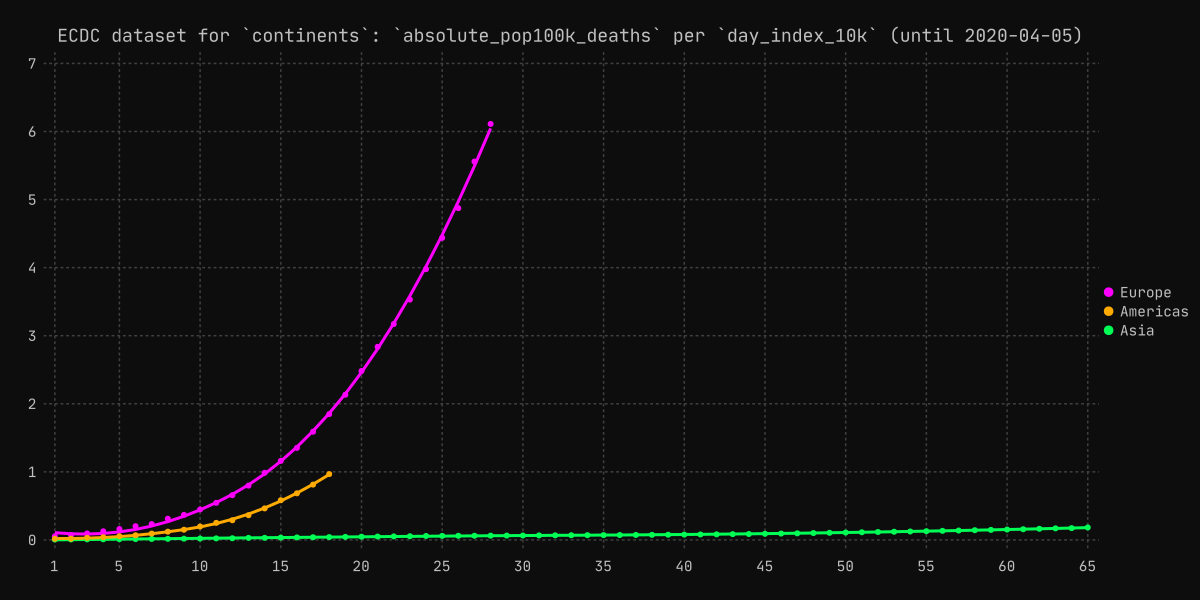 ECDC dataset for `continents`: `absolute_pop100k_deaths` per `day_index_10k` (until 2020-04-05)
7
6
5
4
3
2
1
0
Europe
Americas
Asia
1 5 10 15 20 25 30 35 40 45 50 55 60 65